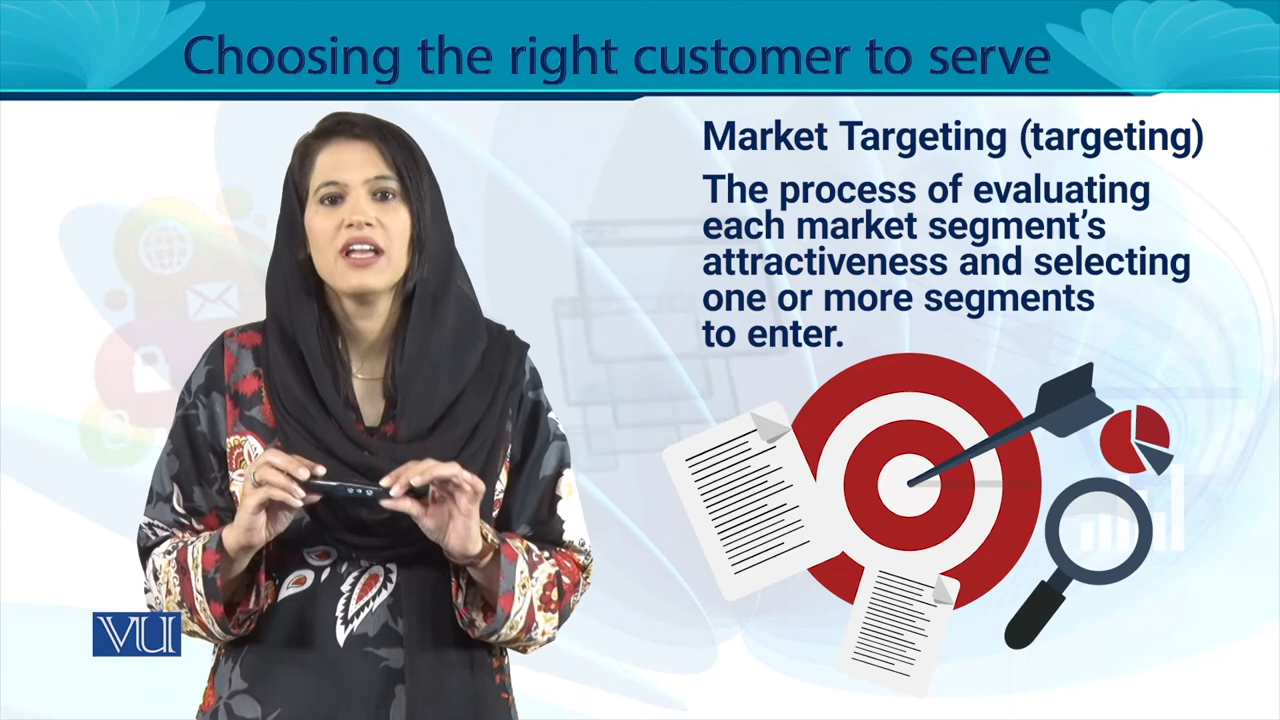 Choosing the right customer to serve
Market Targeting (targeting)
The process of evaluating
each market segment's
attractiveness and selecting
one or more segments
to enter.
VU